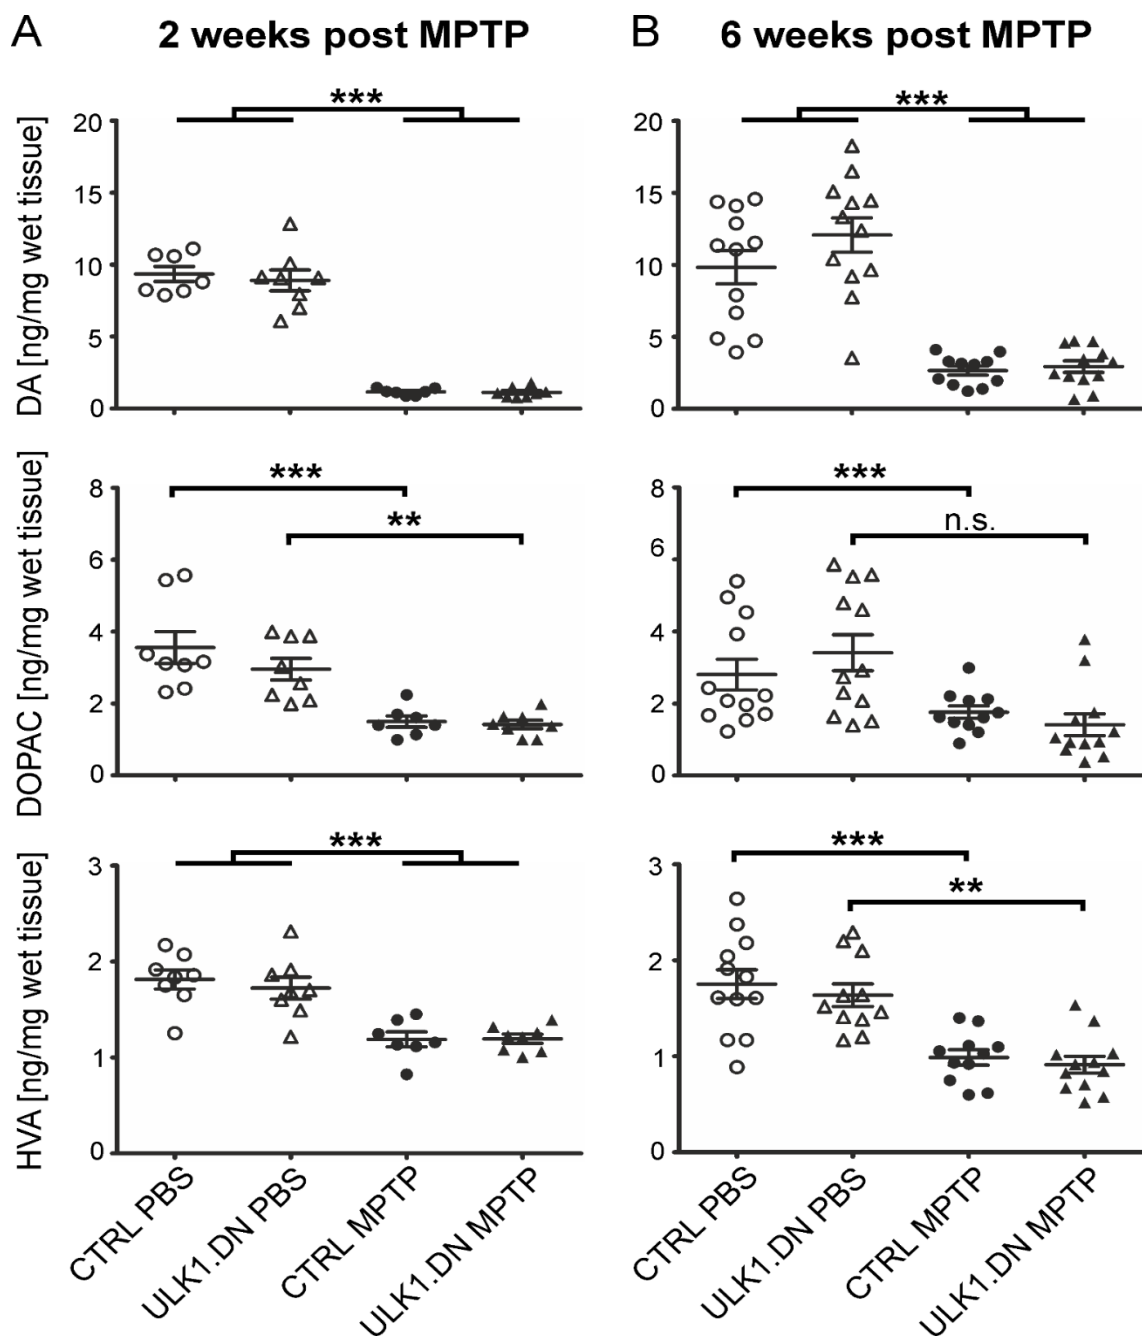 A 2 weeks post MPTP
B 6 weeks post MPTP
DA [ng/mg wet tissue]
20
15
10
5
0
***
20
15
10
5
0
***
DOPAC [ng/mg wet tissue]
8
6
4
2
0
***
**
8
6
4
2
0
***
n.s.
HVA [ng/mg wet tissue]
3
2
1
0
***
3
2
1
0
***
**
CTRL PBS
ULK1.DN PBS
CTRL MPTP
ULK1.DN MPTP
CTRL PBS
ULK1.DN PBS
CTRL MPTP
ULK1.DN MPTP